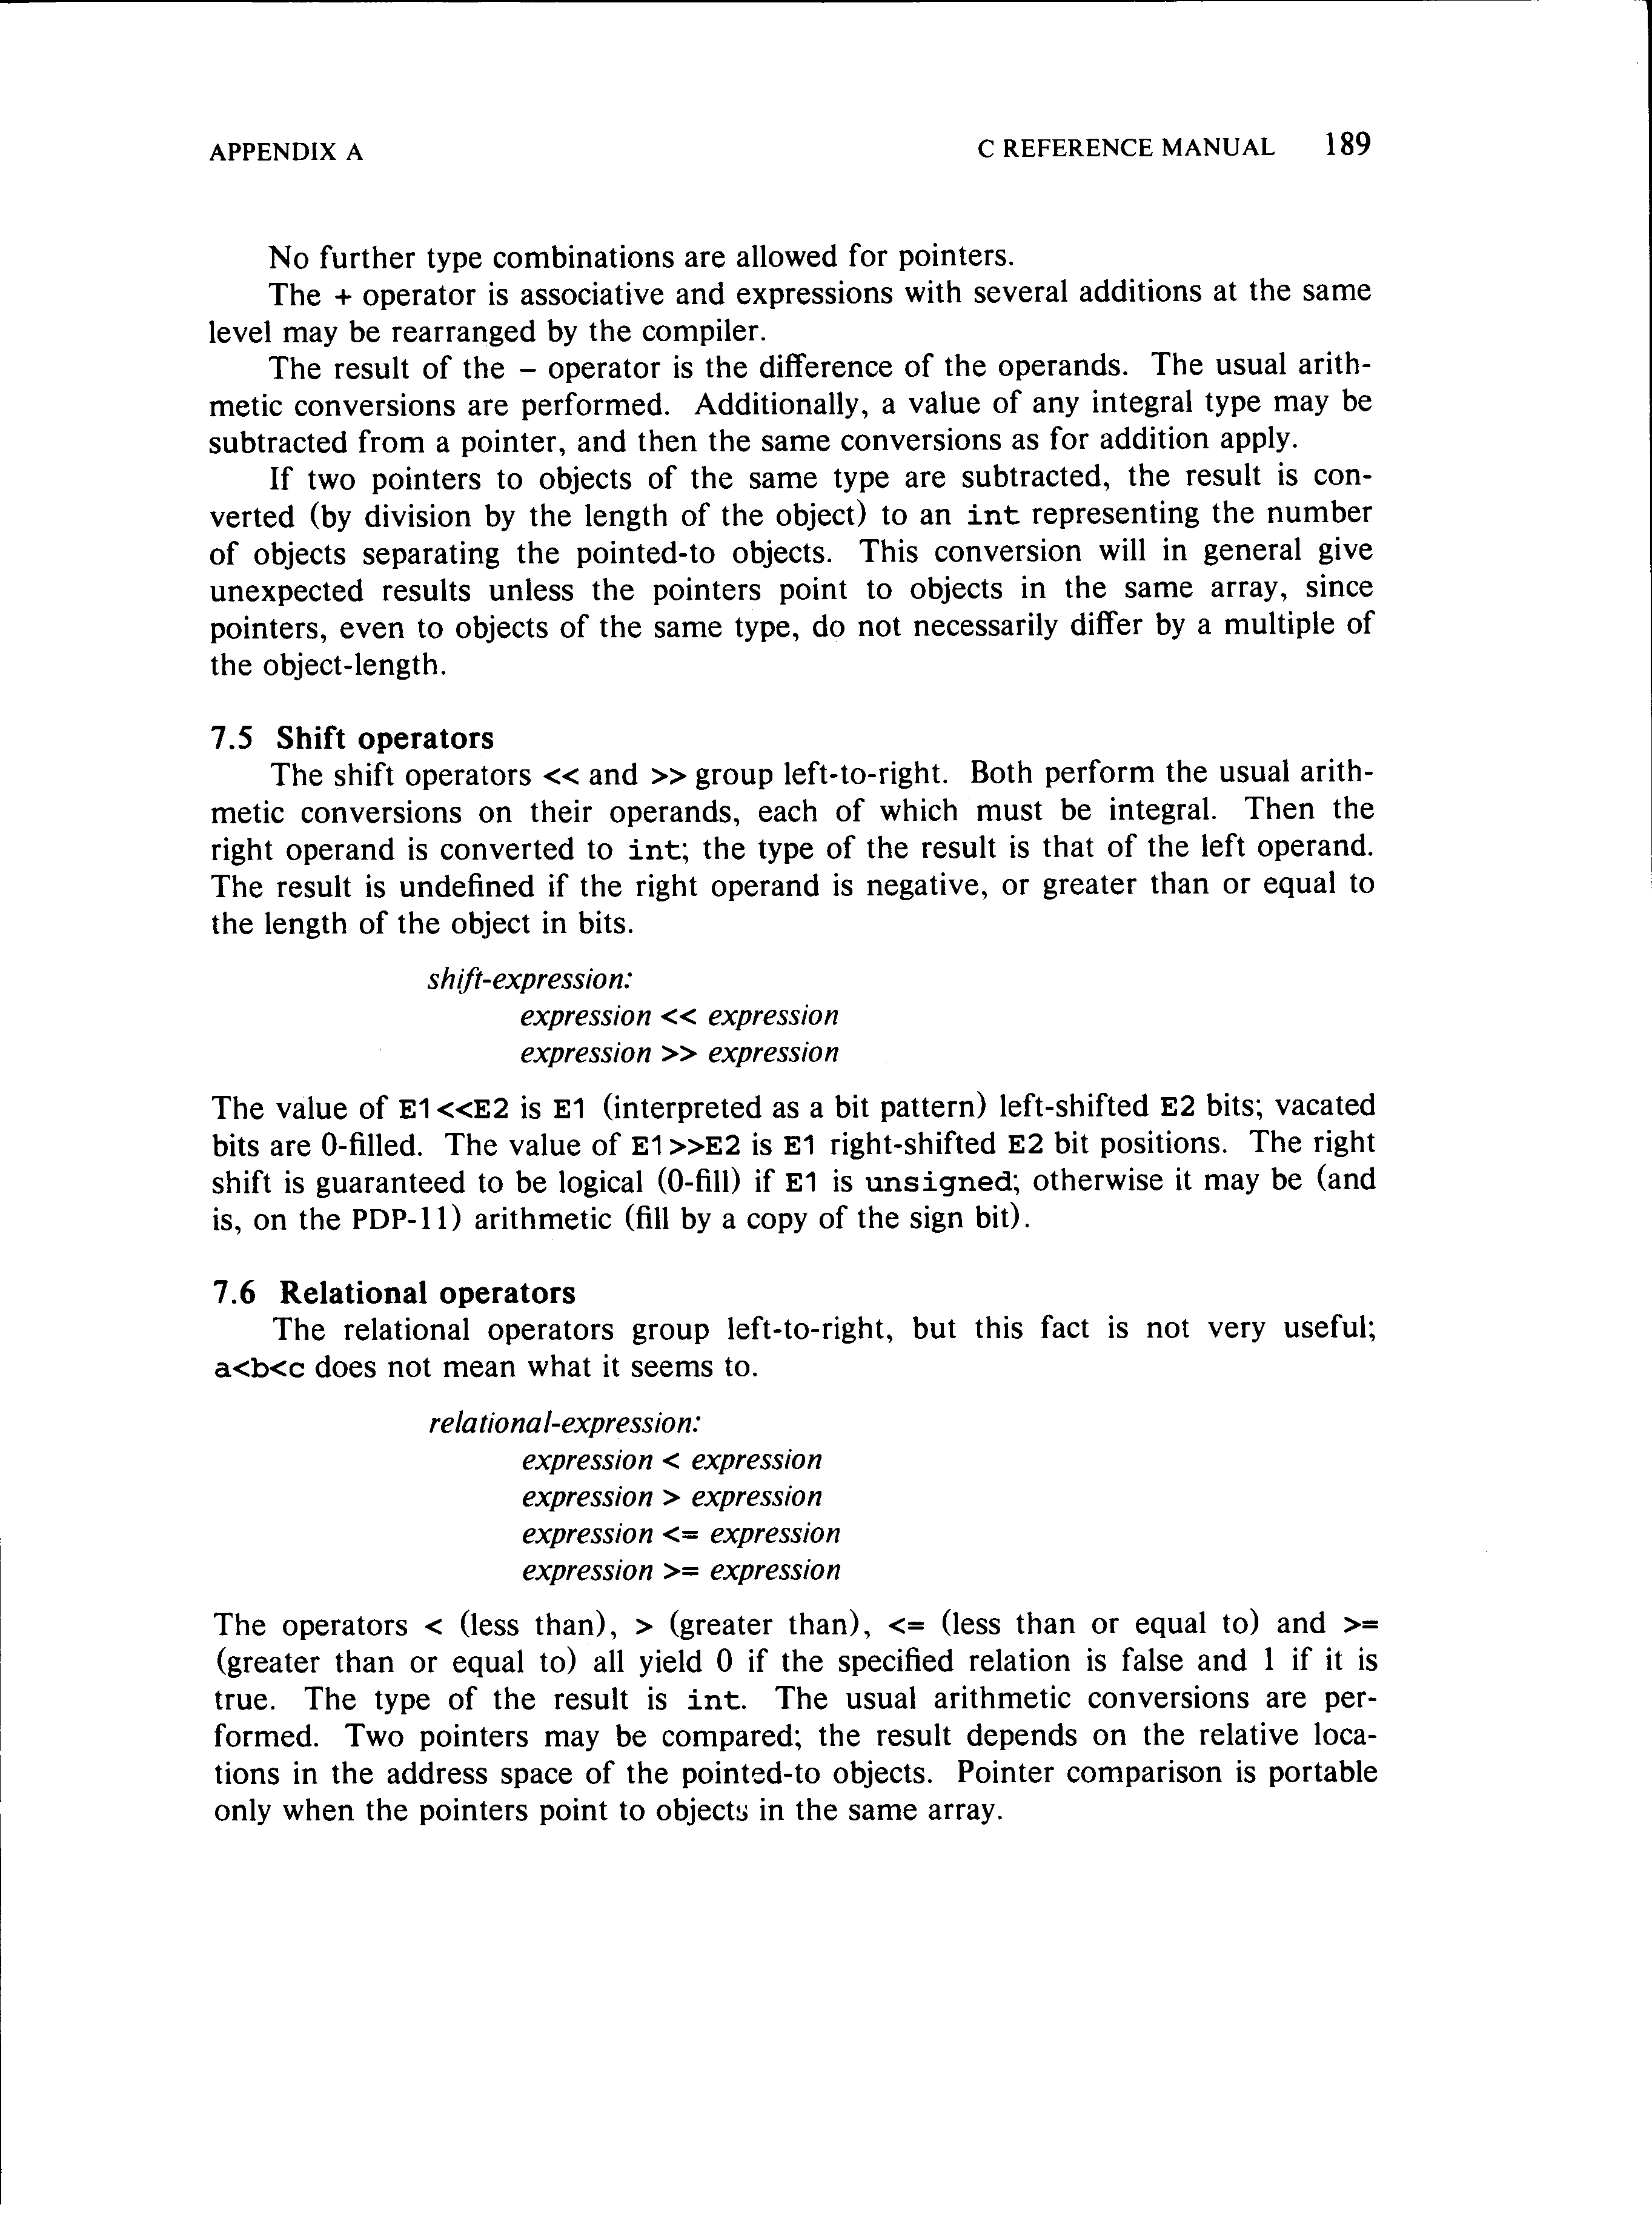 APPENDIX A C REFERENCE MANUAL 189
No further type combinations are allowed for pointers.
The + operator is associative and expressions with several additions at the same
level may be rearranged by the compiler.
The result of the − operator is the difference of the operands. The usual arith-
metic conversions are performed. Additionally, a value of any integral type may be
subtracted from a pointer, and then the same conversions as for addition apply.
If two pointers to objects of the same type are subtracted, the result is con-
verted (by division by the length of the object) to an int representing the number
of objects separating the pointed-to objects. This conversion will in general give
unexpected results unless the pointers point to objects in the same array, since
pointers, even to objects of the same type, do not necessarily differ by a multiple of
the object-length.
7.5 Shift operators
The shift operators << and >> group left-to-right. Both perform the usual arith-
metic conversions on their operands, each of which must be integral. Then the
right operand is converted to int; the type of the result is that of the left operand.
The result is undefined if the right operand is negative, or greater than or equal to
the length of the object in bits.
shift-expression:
expression << expression
expression >> expression
The value of E1<<E2 is E1 (interpreted as a bit pattern) left-shifted E2 bits; vacated
bits are 0-filled. The value of E1>>E2 is E1 right-shifted E2 bit positions. The right
shift is guaranteed to be logical (0-fill) if E1 is unsigned; otherwise it may be (and
is, on the PDP-11) arithmetic (fill by a copy of the sign bit).
7.6 Relational operators
The relational operators group left-to-right, but this fact is not very useful;
a<b<c does not mean what it seems to.
relational-expression:
expression < expression
expression > expression
expression <= expression
expression >= expression
The operators < (less than), > (greater than), <= (less than or equal to) and >=
(greater than or equal to) all yield 0 if the specified relation is false and 1 if it is
true. The type of the result is int. The usual arithmetic conversions are per-
formed. Two pointers may be compared; the result depends on the relative loca-
tions in the address space of the pointed-to objects. Pointer comparison is portable
only when the pointers point to objects in the same array.